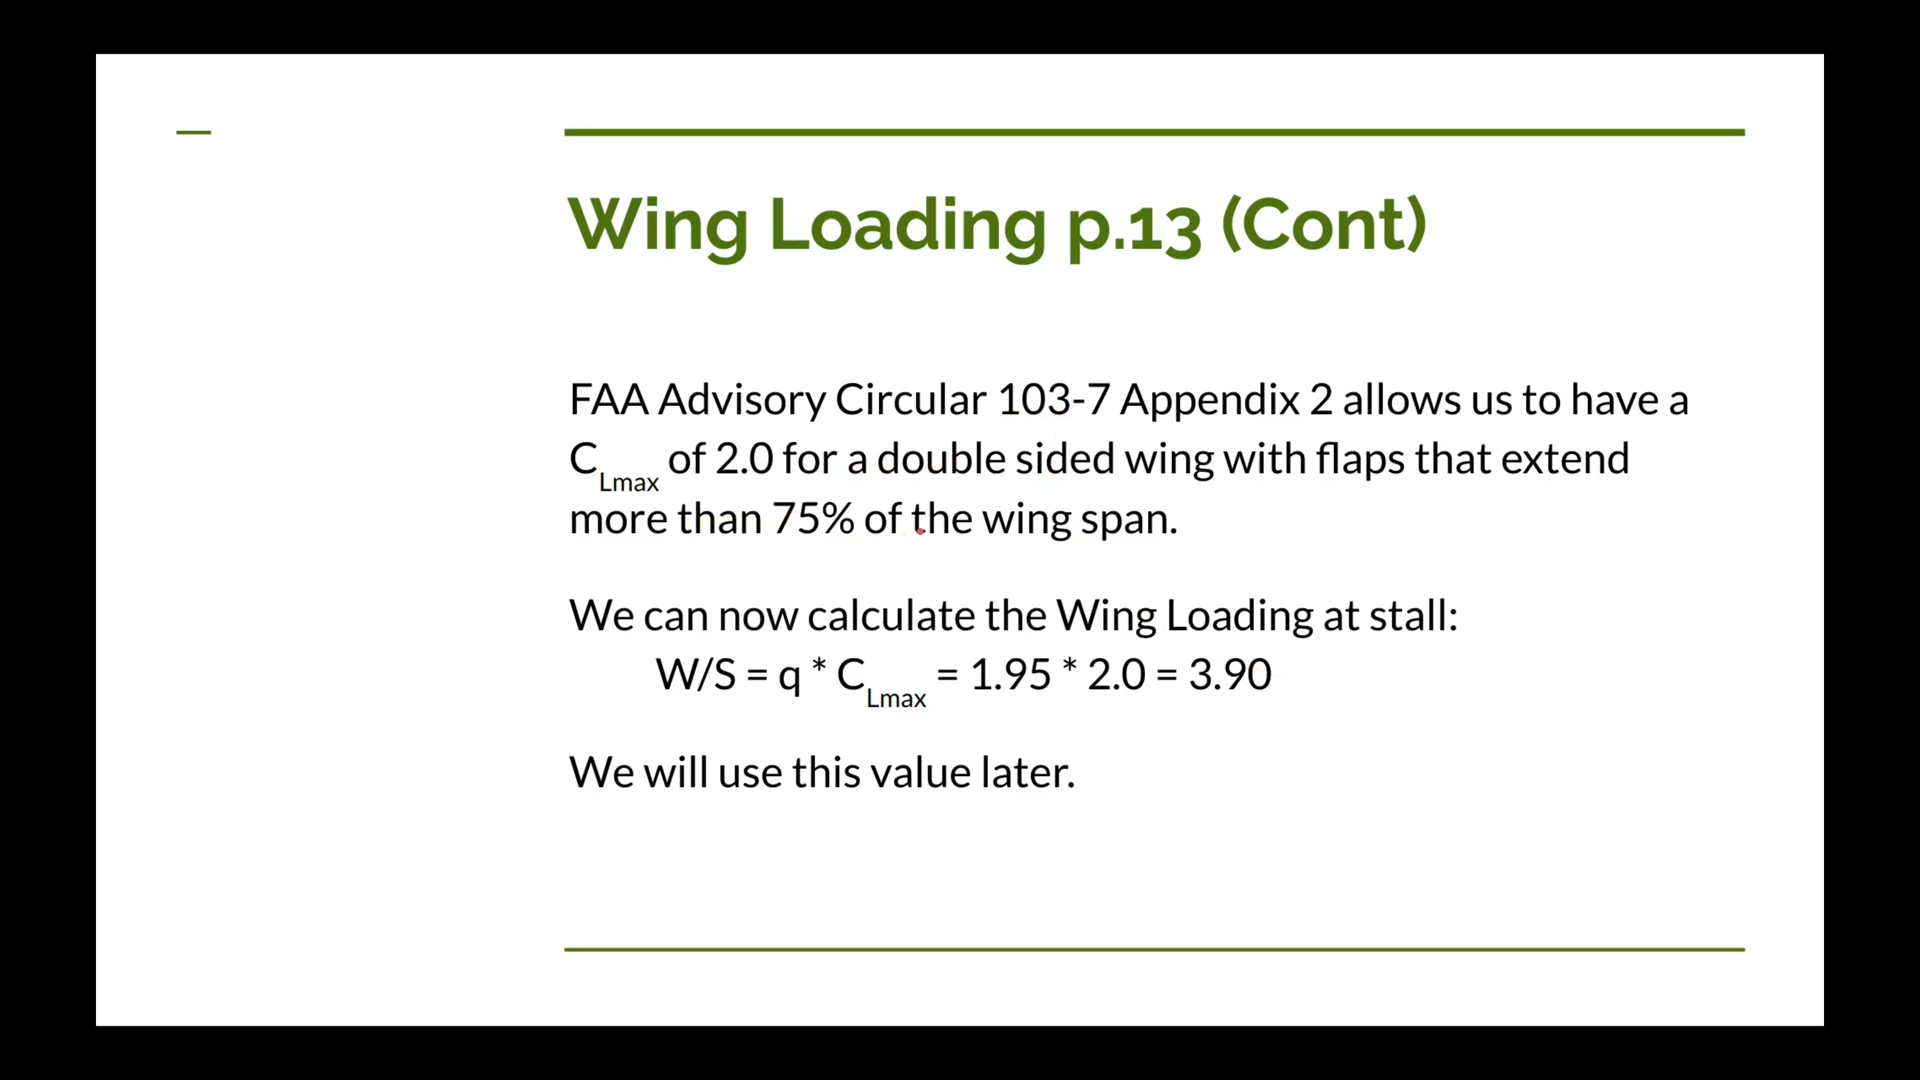 Wing Loading p.13 (Cont)
FAA Advisory Circular 103-7 Appendix 2 allows us to have a
CLmax of 2.0 for a double sided wing with flaps that extend
more than 75% of the wing span.
We can now calculate the Wing Loading at stall:
W/S = q * CLmax = 1.95 * 2.0 = 3.90
We will use this value later.